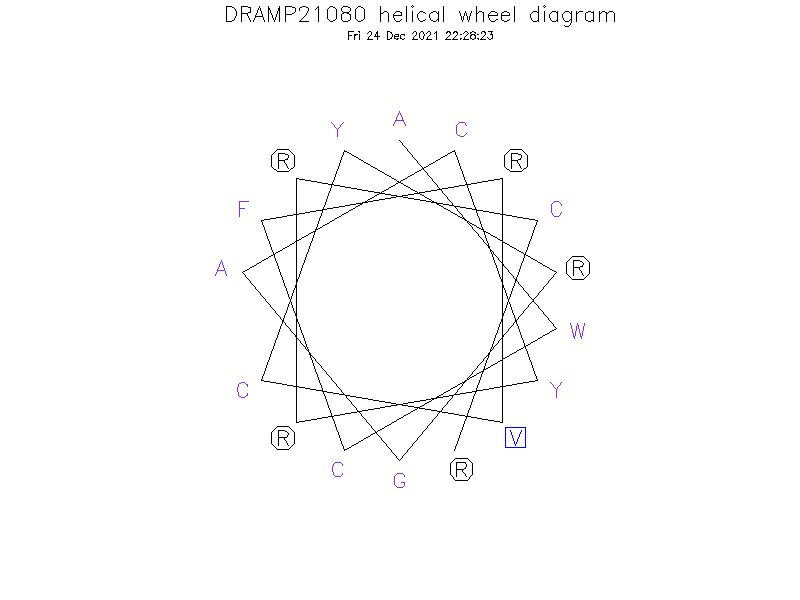 DRAMP21080 helical wheel diagram
Fri 24 Dec 2021 22:28:23
A
Y C
R R
F C
A R
W
C Y
R V
C R
G